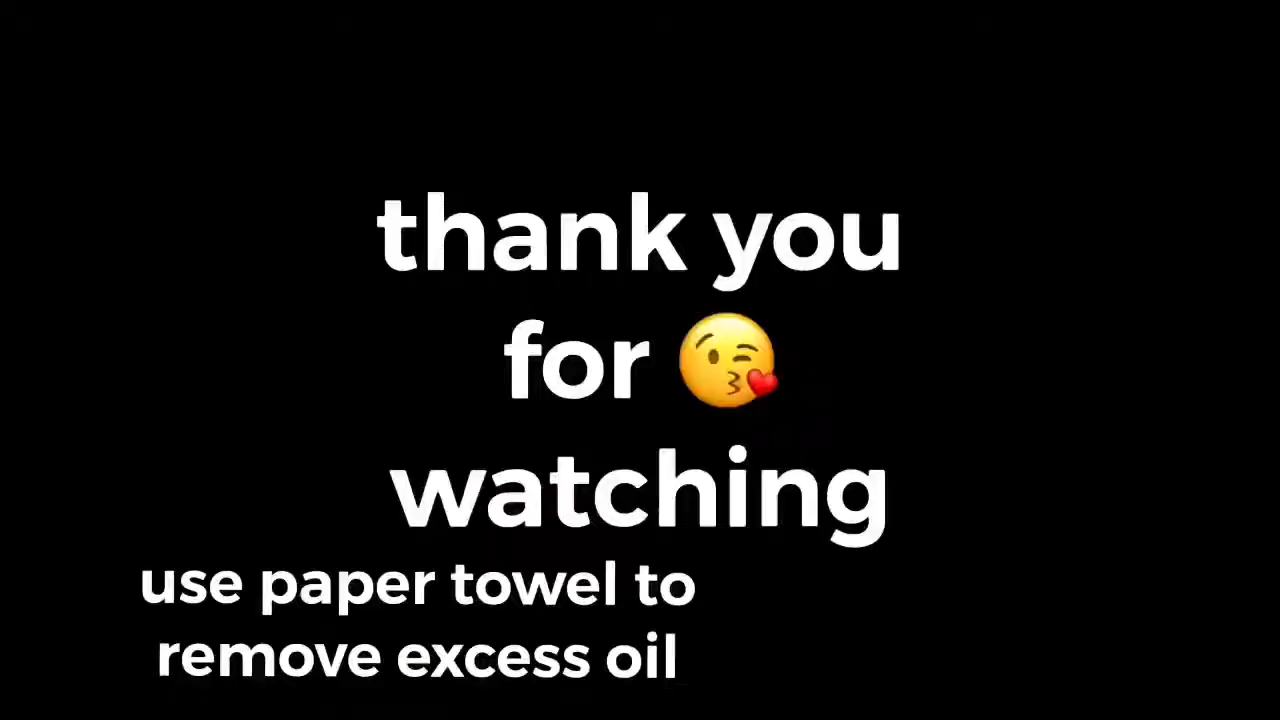 thank you
for 😘
watching
use paper towel to
remove excess oil